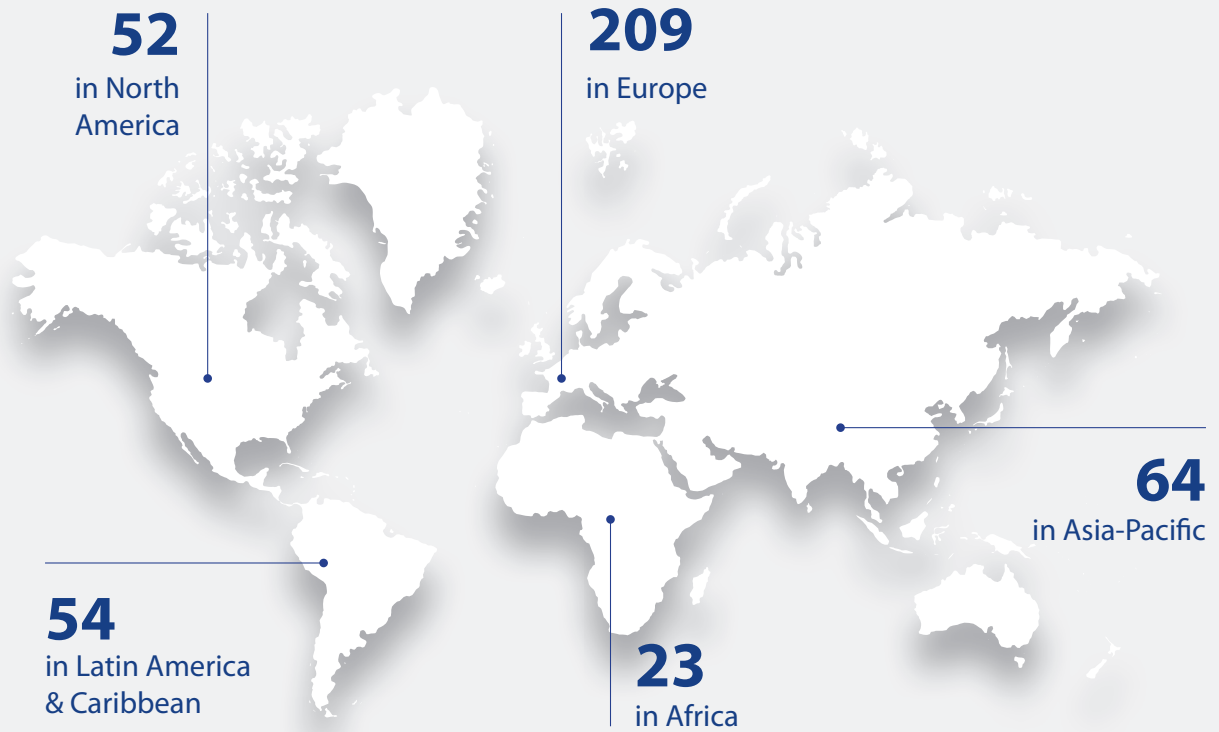 52
in North
America
209
in Europe
64
in Asia-Pacific
54
in Latin America
& Caribbean
23
in Africa